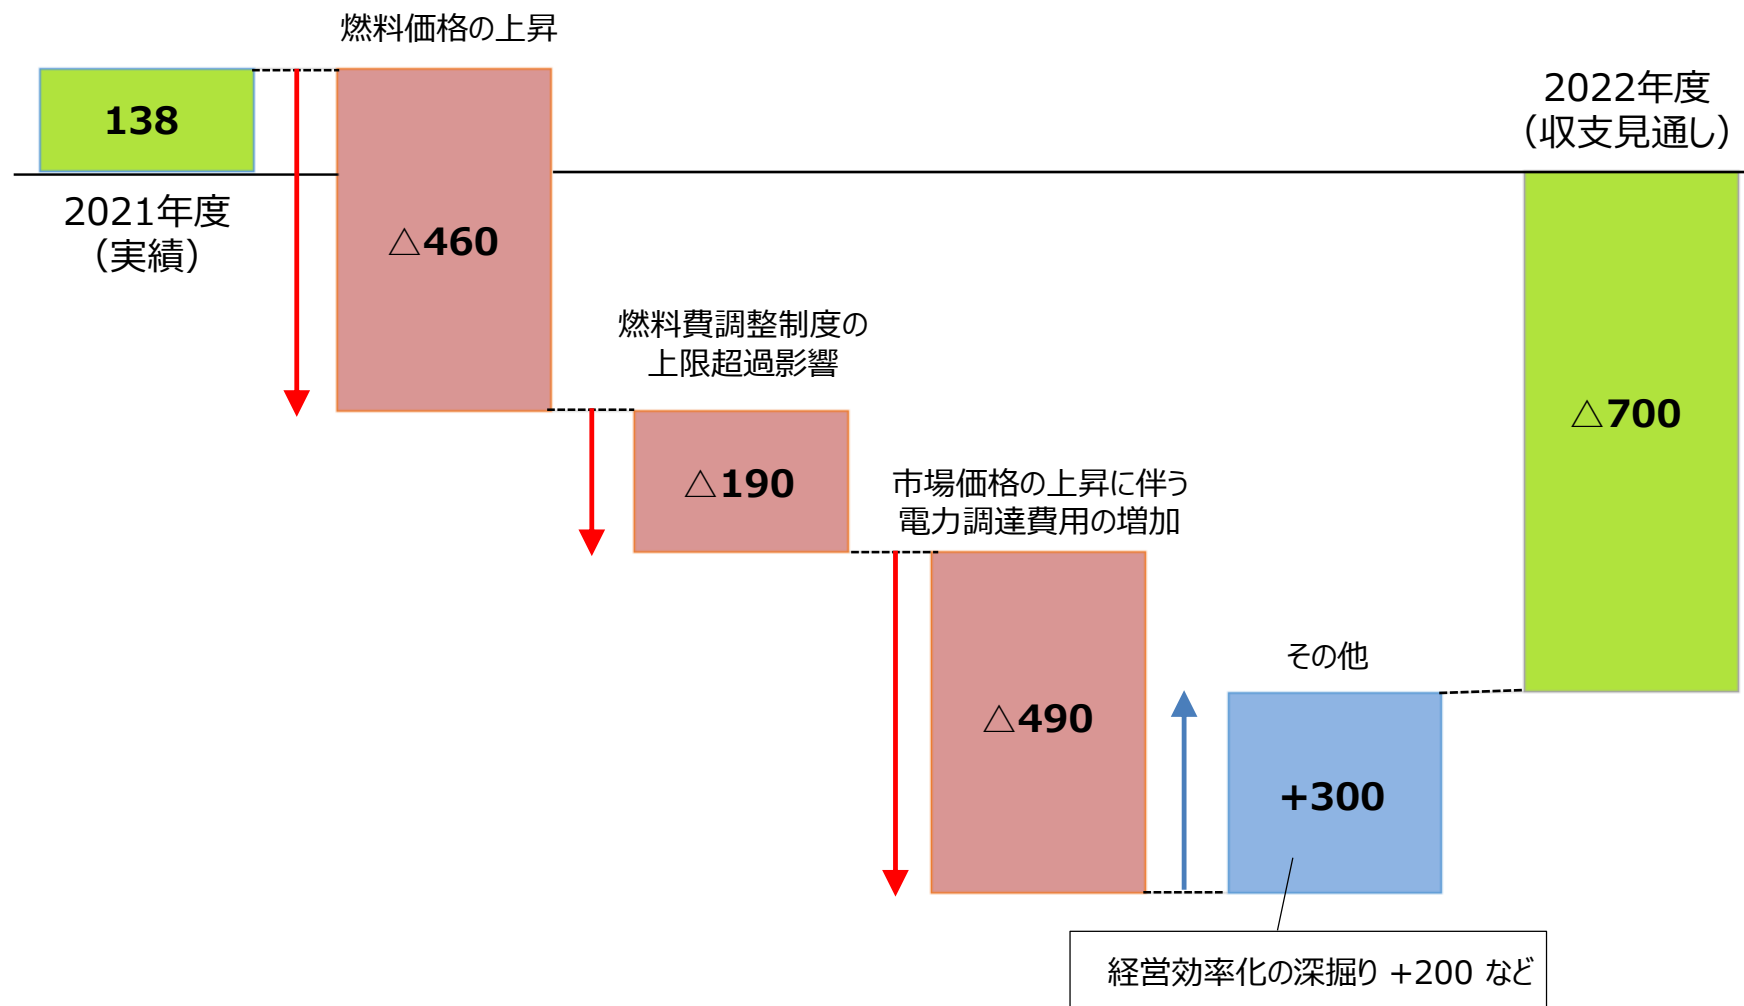 燃料価格の上昇
138
2021年度
（実績）
△460
燃料費調整制度の
上限超過影響
△190
市場価格の上昇に伴う
電力調達費用の増加
△490
その他
+300
経営効率化の深掘り +200 など
2022年度
（収支見通し）
△700